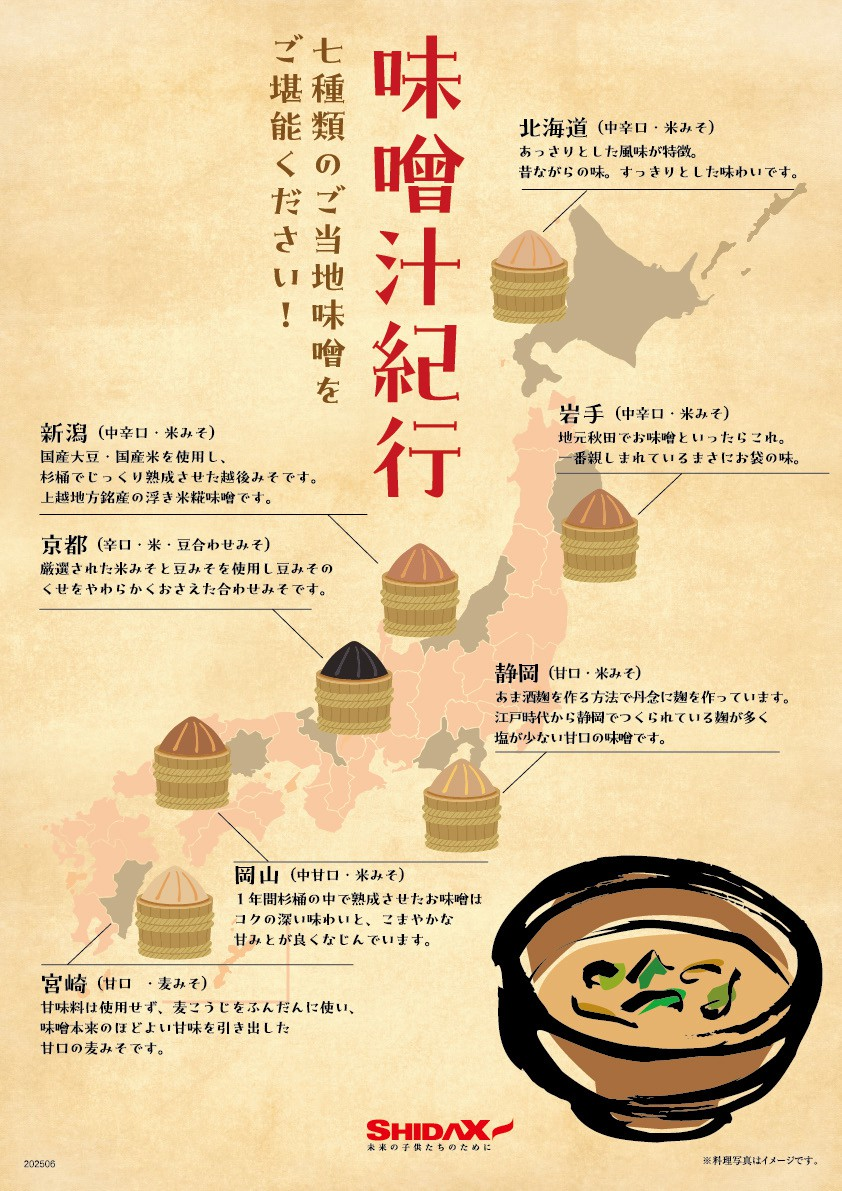 味噌汁紀行
七種類のご当地味噌を
ご堪能ください！
北海道（中辛口・米みそ）
あっさりとした風味が特徴。
昔ながらの味。すっきりとした味わいです。
岩手（中辛口・米みそ）
地元秋田でお味噌といったらこれ。
一番親しまれているまさにお袋の味。
新潟（中辛口・米みそ）
国産大豆・国産米を使用し、
杉桶でじっくり熟成させた越後みそです。
上越地方銘産の浮き米糀味噌です。
京都（辛口・米・豆合わせみそ）
厳選された米みそと豆みそを使用し豆みその
くせをやわらかくおさえた合わせみそです。
静岡（甘口・米みそ）
あま酒麹を作る方法で丹念に麹を作っています。
江戸時代から静岡でつくられている麹が多く
塩が少ない甘口の味噌です。
岡山（中甘口・米みそ）
１年間杉桶の中で熟成させたお味噌は
コクの深い味わいと、こまやかな
甘みとが良くなじんでいます。
宮崎（甘口　・麦みそ）
甘味料は使用せず、麦こうじをふんだんに使い、
味噌本来のほどよい甘味を引き出した
甘口の麦みそです。
SHIDAX
未来の子供たちのために
202506
※料理写真はイメージです。